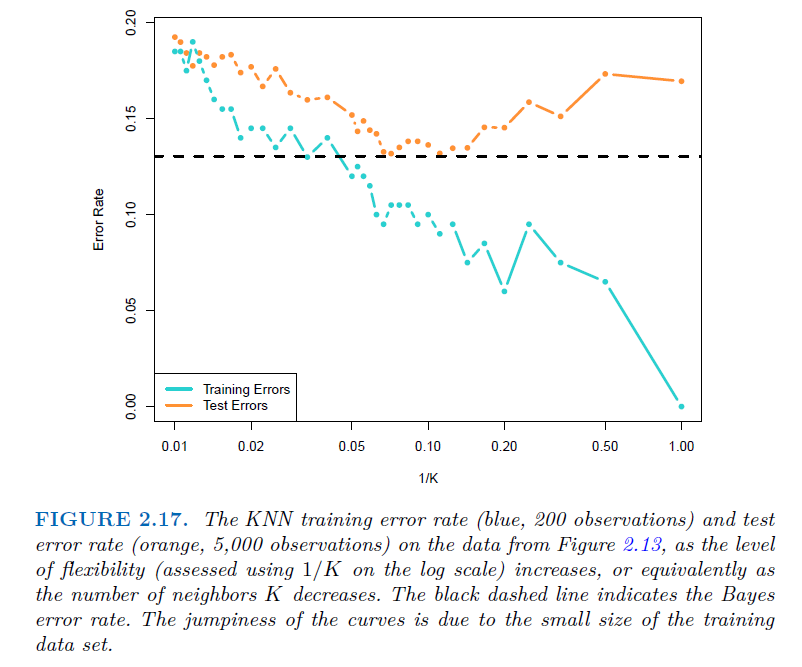 0.20
0.15
0.10
0.05
0.00
Error Rate
Training Errors
Test Errors
0.01 0.02 0.05 0.10 0.20 0.50 1.00
1/K
FIGURE 2.17. The KNN training error rate (blue, 200 observations) and test
error rate (orange, 5,000 observations) on the data from Figure 2.13, as the level
of flexibility (assessed using 1/K on the log scale) increases, or equivalently as
the number of neighbors K decreases. The black dashed line indicates the Bayes
error rate. The jumpiness of the curves is due to the small size of the training
data set.